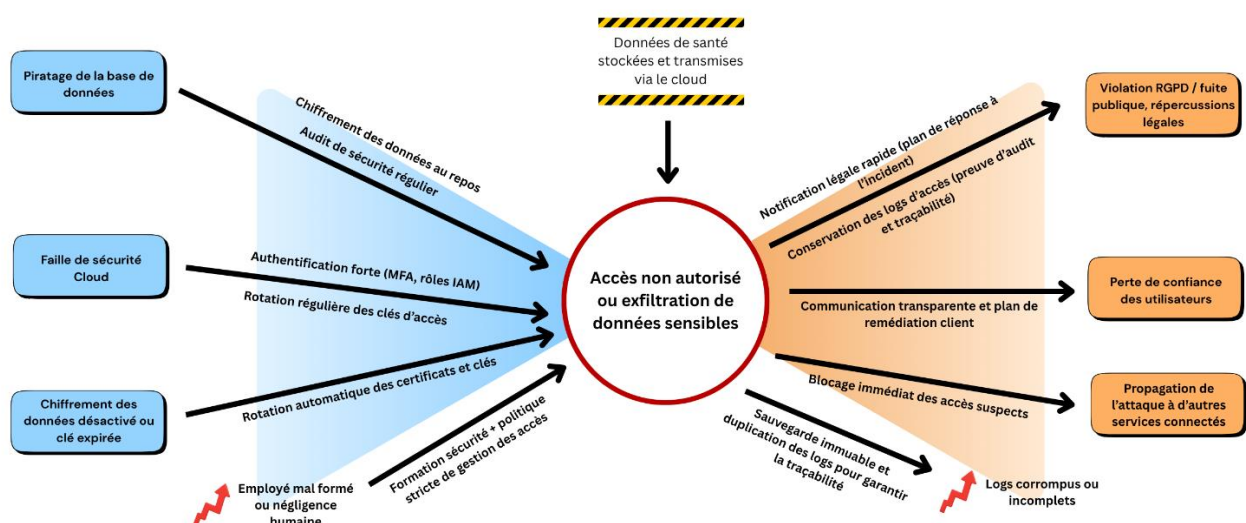 Données de santé
stockées et transmises
via le cloud
Piratage de la base de
données
Chiffrement des données au repos
Audit de sécurité régulier
Faille de sécurité
Cloud
Authentification forte (MFA, rôles IAM)
Rotation régulière des clés d'accès
Chiffrement des
données désactivé ou
clé expirée
Rotation automatique des certificats et clés
Employé mal formé
ou négligence
humaine
Formation sécurité + politique
stricte de gestion des accès
Accès non autorisé
ou exfiltration de
données sensibles
Notification légale rapide (plan de réponse à
l'incident)
Conservation des logs d'accès (preuve d'audit
et traçabilité)
Violation RGPD / fuite
publique, répercussions
légales
Communication transparente et plan de
remédiation client
Perte de confiance
des utilisateurs
Blocage immédiat des accès suspects
Propagation de
l'attaque à d'autres
services connectés
Sauvegarde immuable et
duplication des logs pour garantir
la traçabilité
Logs corrompus ou
incomplets